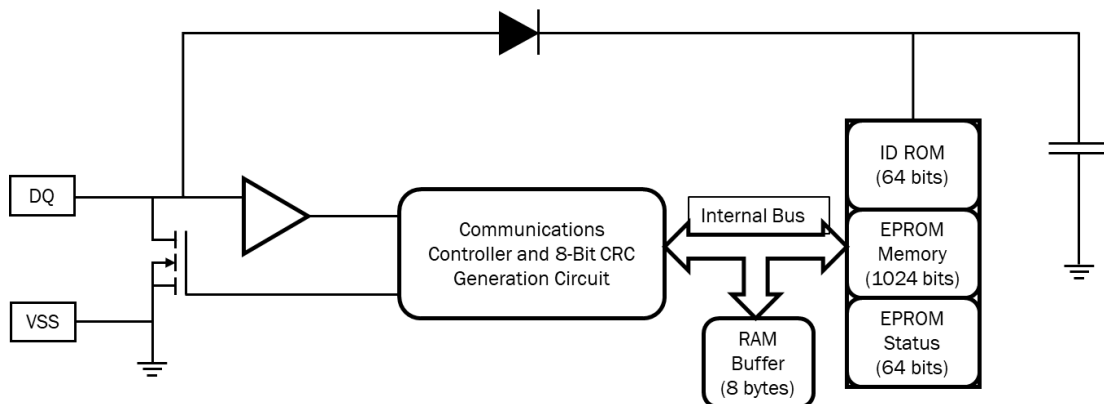 DQ
VSS
Communications
Controller and 8-Bit CRC
Generation Circuit
Internal Bus
RAM
Buffer
(8 bytes)
ID ROM
(64 bits)
EPROM
Memory
(1024 bits)
EPROM
Status
(64 bits)